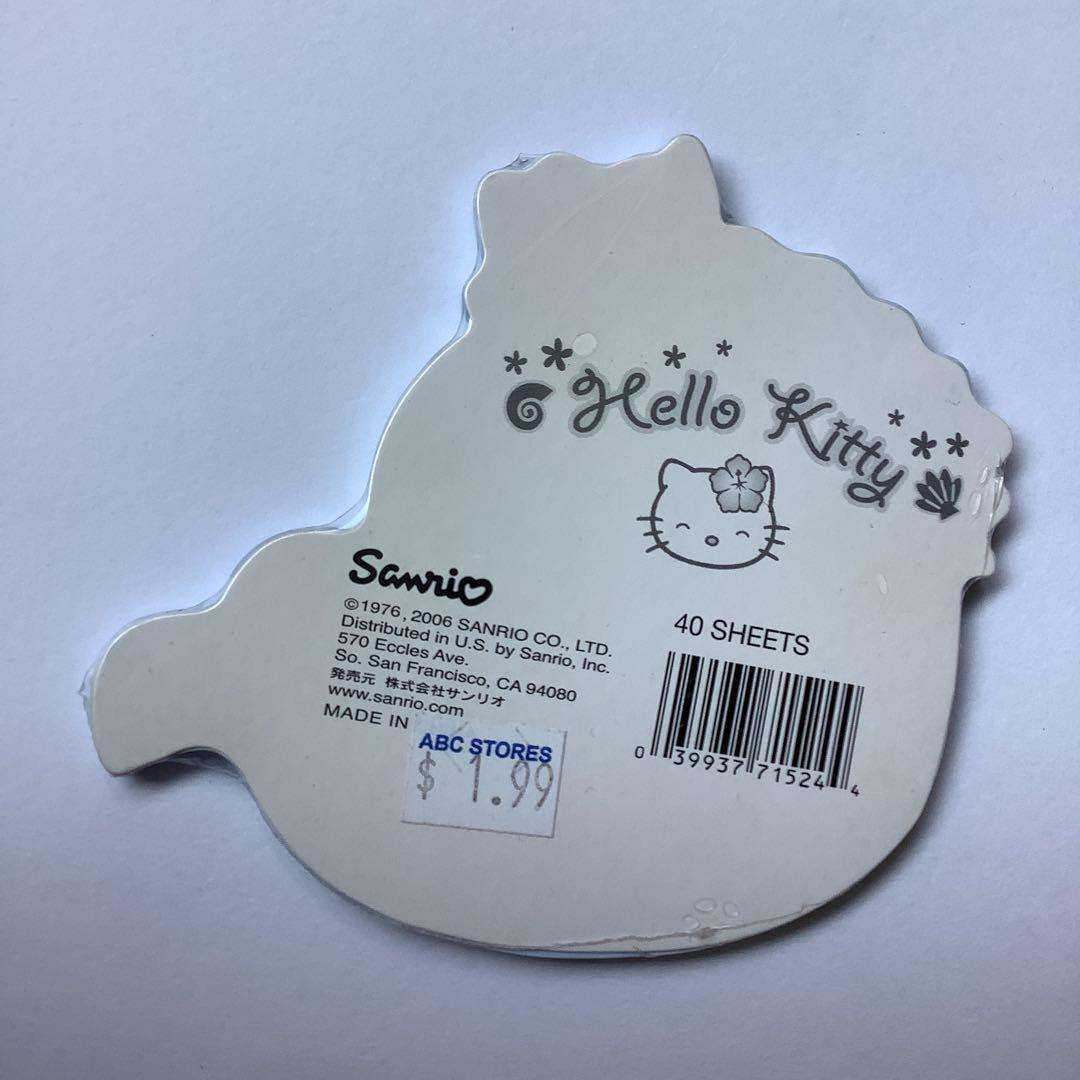 Hello Kitty
Sanrio
©1976, 2006 SANRIO CO., LTD.
Distributed in U.S. by Sanrio, Inc.
570 Eccles Ave.
So. San Francisco, CA 94080
発売元 株式会社サンリオ
www.sanrio.com
MADE IN
ABC STORES
$ 1.99
40 SHEETS
0 39937 71524 4